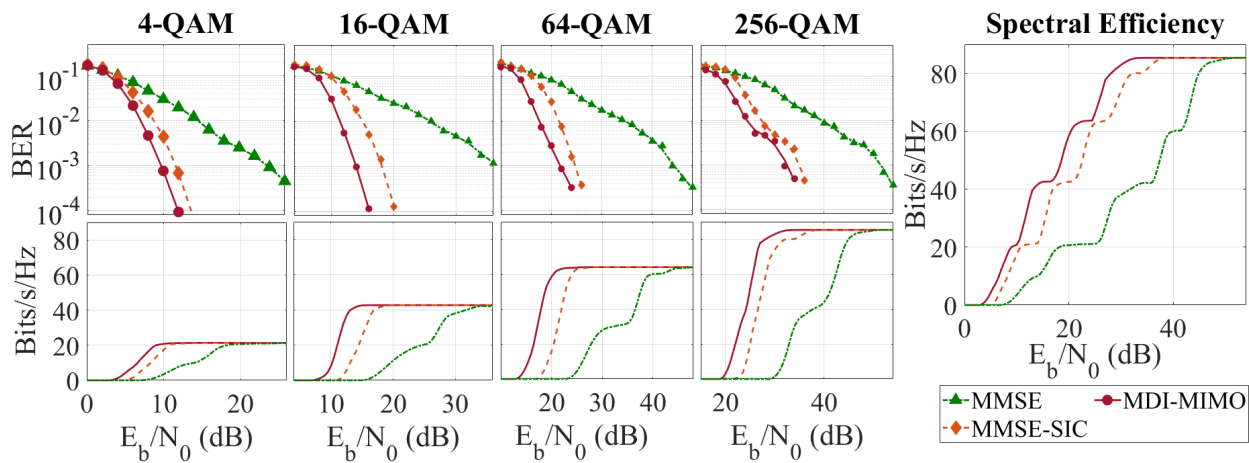 4-QAM 16-QAM 64-QAM 256-QAM Spectral Efficiency
BER
10^-1
10^-2
10^-3
10^-4
Bits/s/Hz
80
60
40
20
0
0 10 20
E_b/N_0 (dB)
10 20 30
E_b/N_0 (dB)
20 30 40
E_b/N_0 (dB)
20 40
E_b/N_0 (dB)
Bits/s/Hz
80
60
40
20
0
0 20 40
E_b/N_0 (dB)
MMSE MDI-MIMO
MMSE-SIC